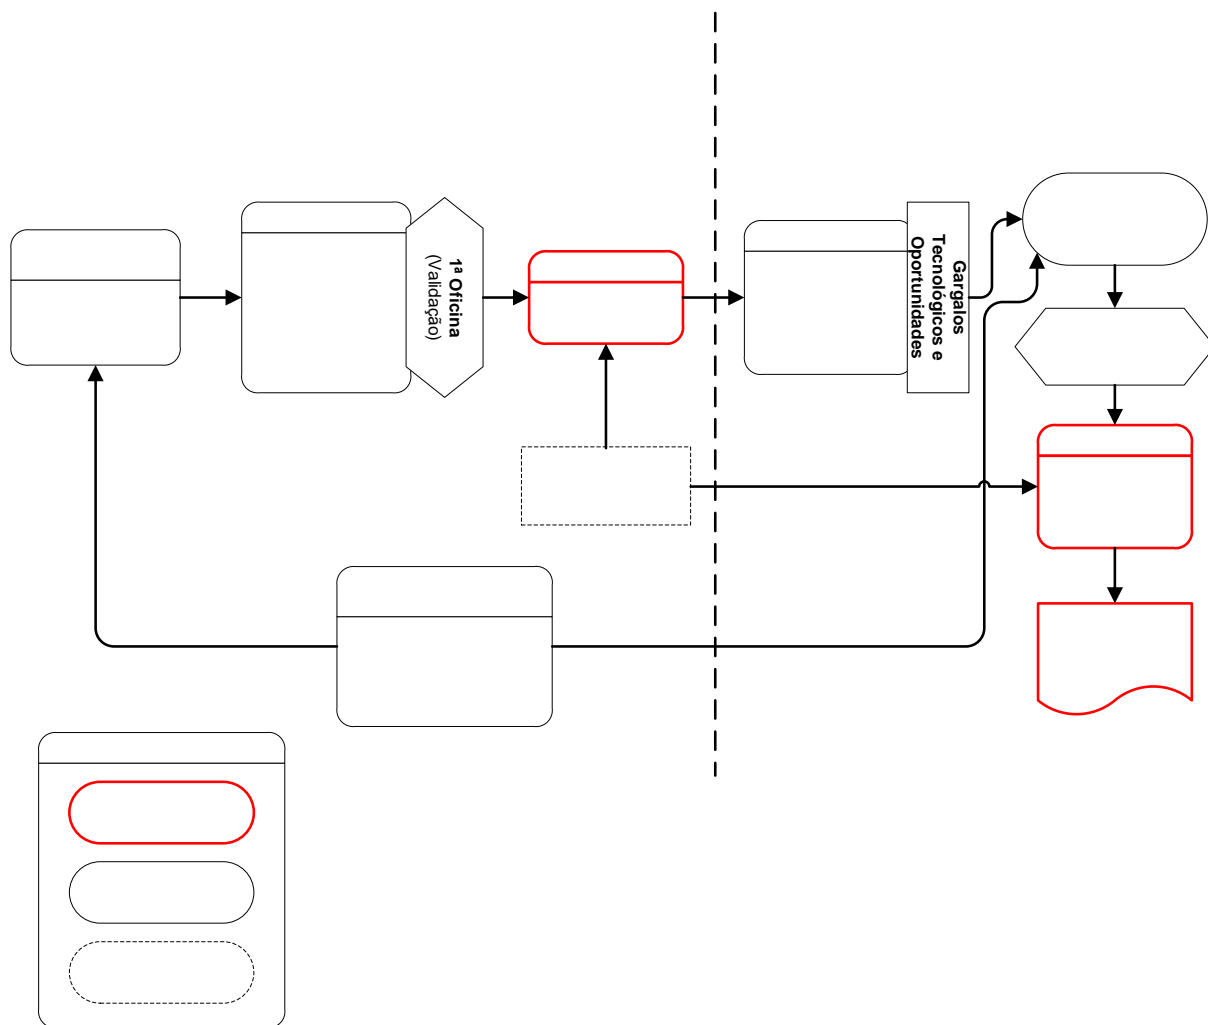 1ª Oficina
(Validação)
Gargalos
Tecnológicos e
Oportunidades